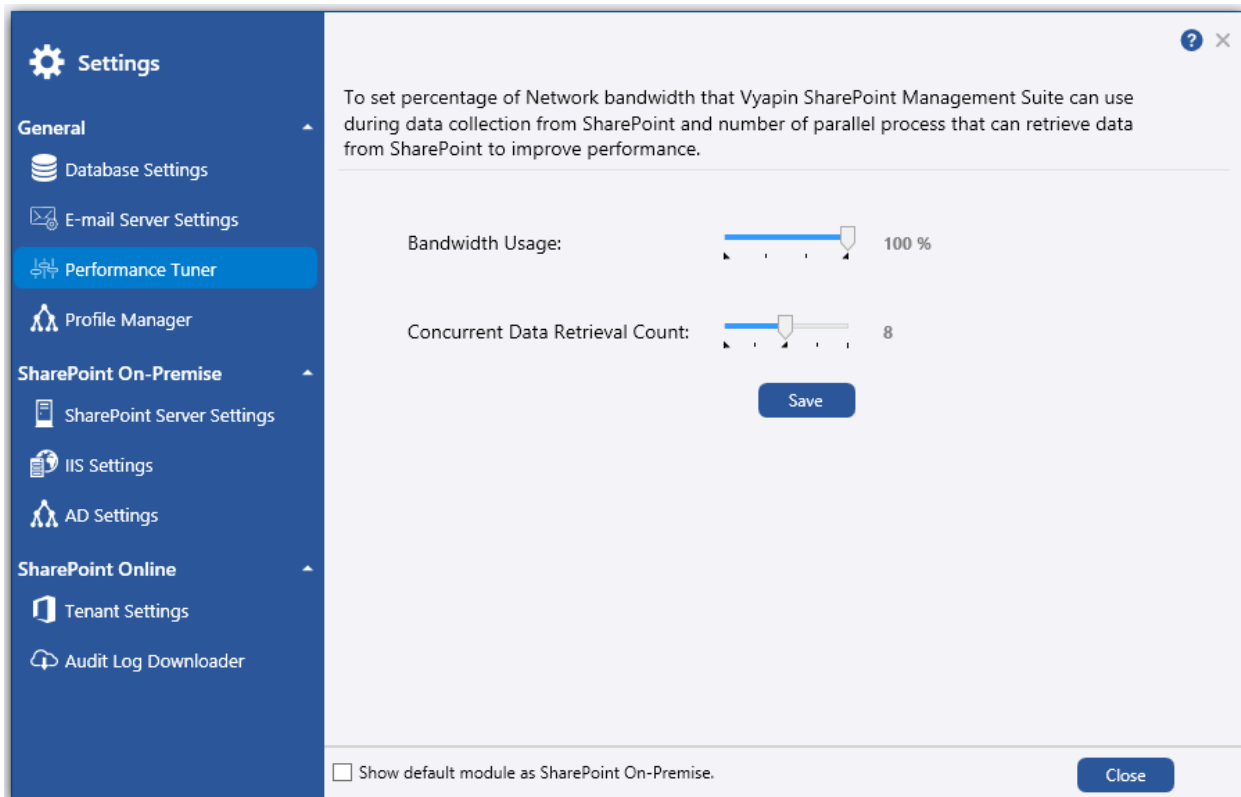 Settings
General
Database Settings
E-mail Server Settings
Performance Tuner
Profile Manager
SharePoint On-Premise
SharePoint Server Settings
IIS Settings
AD Settings
SharePoint Online
Tenant Settings
Audit Log Downloader
?
To set percentage of Network bandwidth that Vyapin SharePoint Management Suite can use
during data collection from SharePoint and number of parallel process that can retrieve data
from SharePoint to improve performance.
Bandwidth Usage: 100 %
Concurrent Data Retrieval Count: 8
Save
Show default module as SharePoint On-Premise.
Close